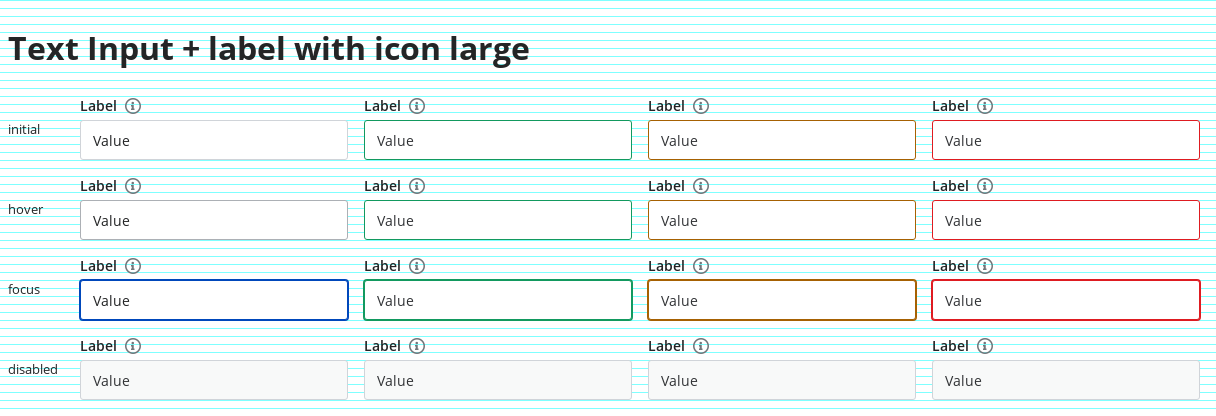 Text Input + label with icon large
Label Label Label Label
initial Value Value Value Value
Label Label Label Label
hover Value Value Value Value
Label Label Label Label
focus Value Value Value Value
Label Label Label Label
disabled Value Value Value Value